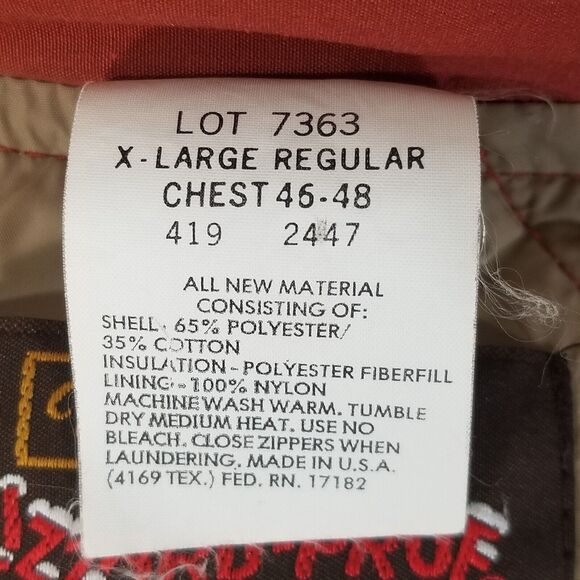 LOT 7363
X-LARGE REGULAR
CHEST 46-48
419 2447
ALL NEW MATERIAL
CONSISTING OF:
SHELL, 65% POLYESTER/
35% COTTON
INSULATION - POLYESTER FIBERFILL
LINING - 100% NYLON
MACHINE WASH WARM. TUMBLE
DRY MEDIUM HEAT. USE NO
BLEACH. CLOSE ZIPPERS WHEN
LAUNDERING. MADE IN U.S.A.
(4169 TEX.) FED. RN. 17182